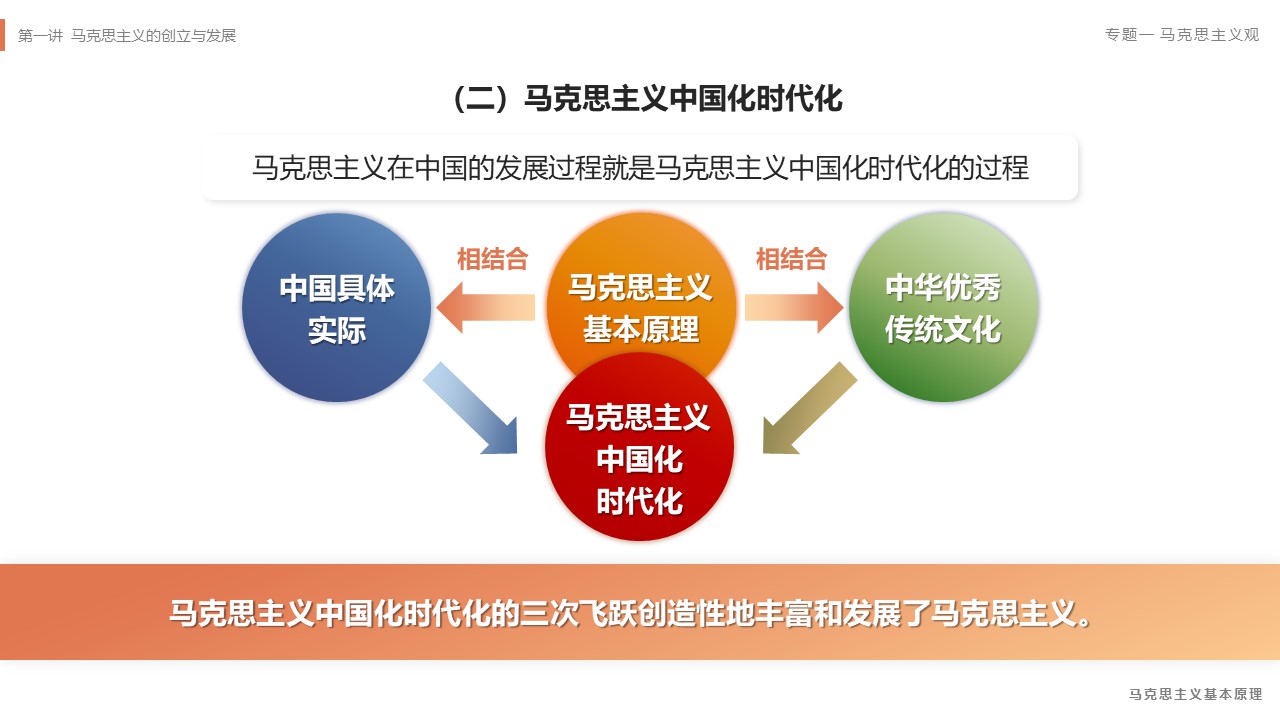 第一讲 马克思主义的创立与发展
专题一 马克思主义观
（二）马克思主义中国化时代化
马克思主义在中国的发展过程就是马克思主义中国化时代化的过程
中国具体
实际
相结合
马克思主义
基本原理
相结合
中华优秀
传统文化
马克思主义
中国化
时代化
马克思主义中国化时代化的三次飞跃创造性地丰富和发展了马克思主义。
马克思主义基本原理